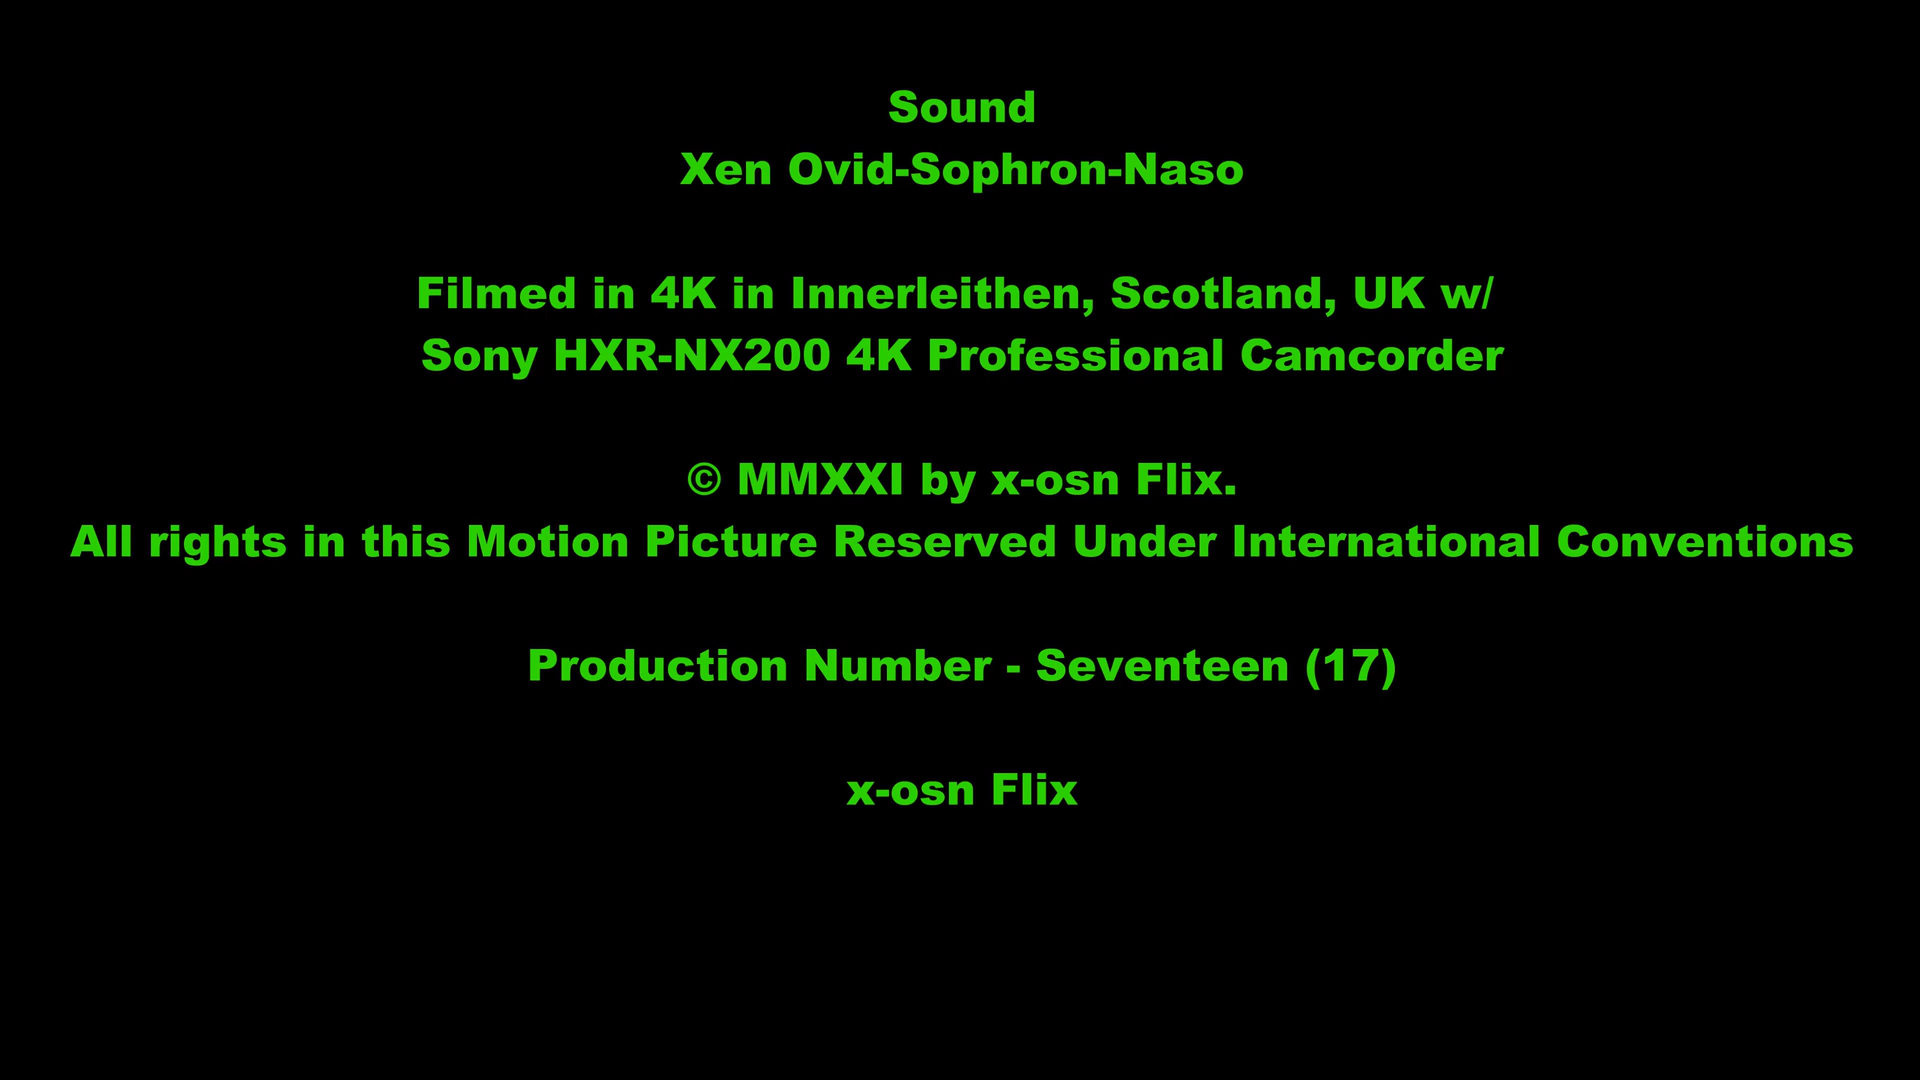 Sound
Xen Ovid-Sophron-Naso
Filmed in 4K in Innerleithen, Scotland, UK w/
Sony HXR-NX200 4K Professional Camcorder
© MMXXI by x-osn Flix.
All rights in this Motion Picture Reserved Under International Conventions
Production Number - Seventeen (17)
x-osn Flix